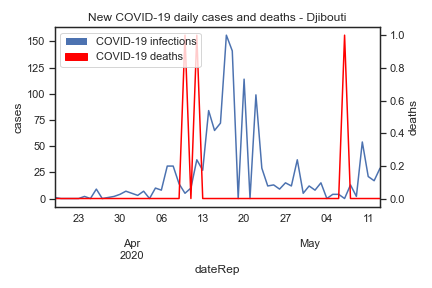 New COVID-19 daily cases and deaths - Djibouti
COVID-19 infections
COVID-19 deaths
cases
150
125
100
75
50
25
0
deaths
1.0
0.8
0.6
0.4
0.2
0.0
23 30 06 13 20 27 04 11
Apr May
2020
dateRep